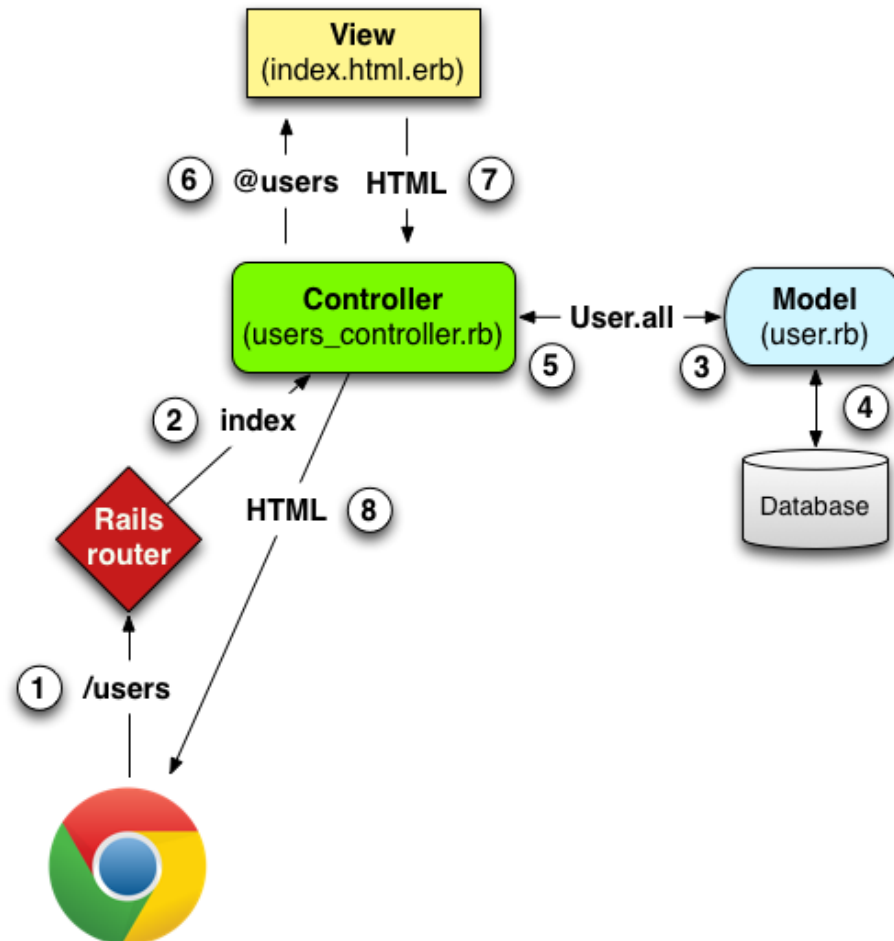 View
(index.html.erb)
6 @users HTML 7
Controller
(users_controller.rb)
User.all
Model
(user.rb)
5
3
4
2 index
Database
HTML 8
Rails
router
1 /users